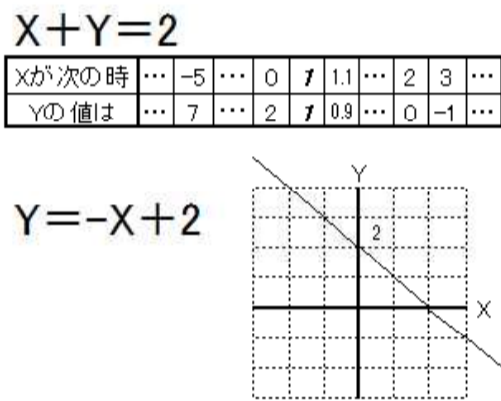 X+Y=2
Xが次の時 … -5 … 0 1 1.1 … 2 3 …
Yの値は … 7 … 2 1 0.9 … 0 -1 …
Y
Y=-X+2
2
X